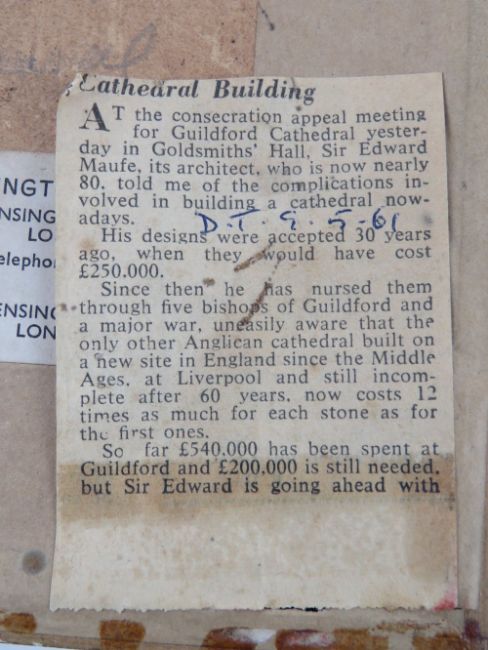 Cathedral Building
AT the consecration appeal meeting
for Guildford Cathedral yester-
day in Goldsmiths' Hall, Sir Edward
Maufe, its architect, who is now nearly
80, told me of the complications in-
volved in building a cathedral now-
adays.
D.T. 9.5.61
His designs were accepted 30 years
ago, when they would have cost
£250,000.
Since then he has nursed them
through five bishops of Guildford and
a major war, uneasily aware that the
only other Anglican cathedral built on
a new site in England since the Middle
Ages, at Liverpool and still incom-
plete after 60 years, now costs 12
times as much for each stone as for
the first ones.
So far £540,000 has been spent at
Guildford and £200,000 is still needed,
but Sir Edward is going ahead with
NGT
NSING
LO
elephon
ENSING
LON